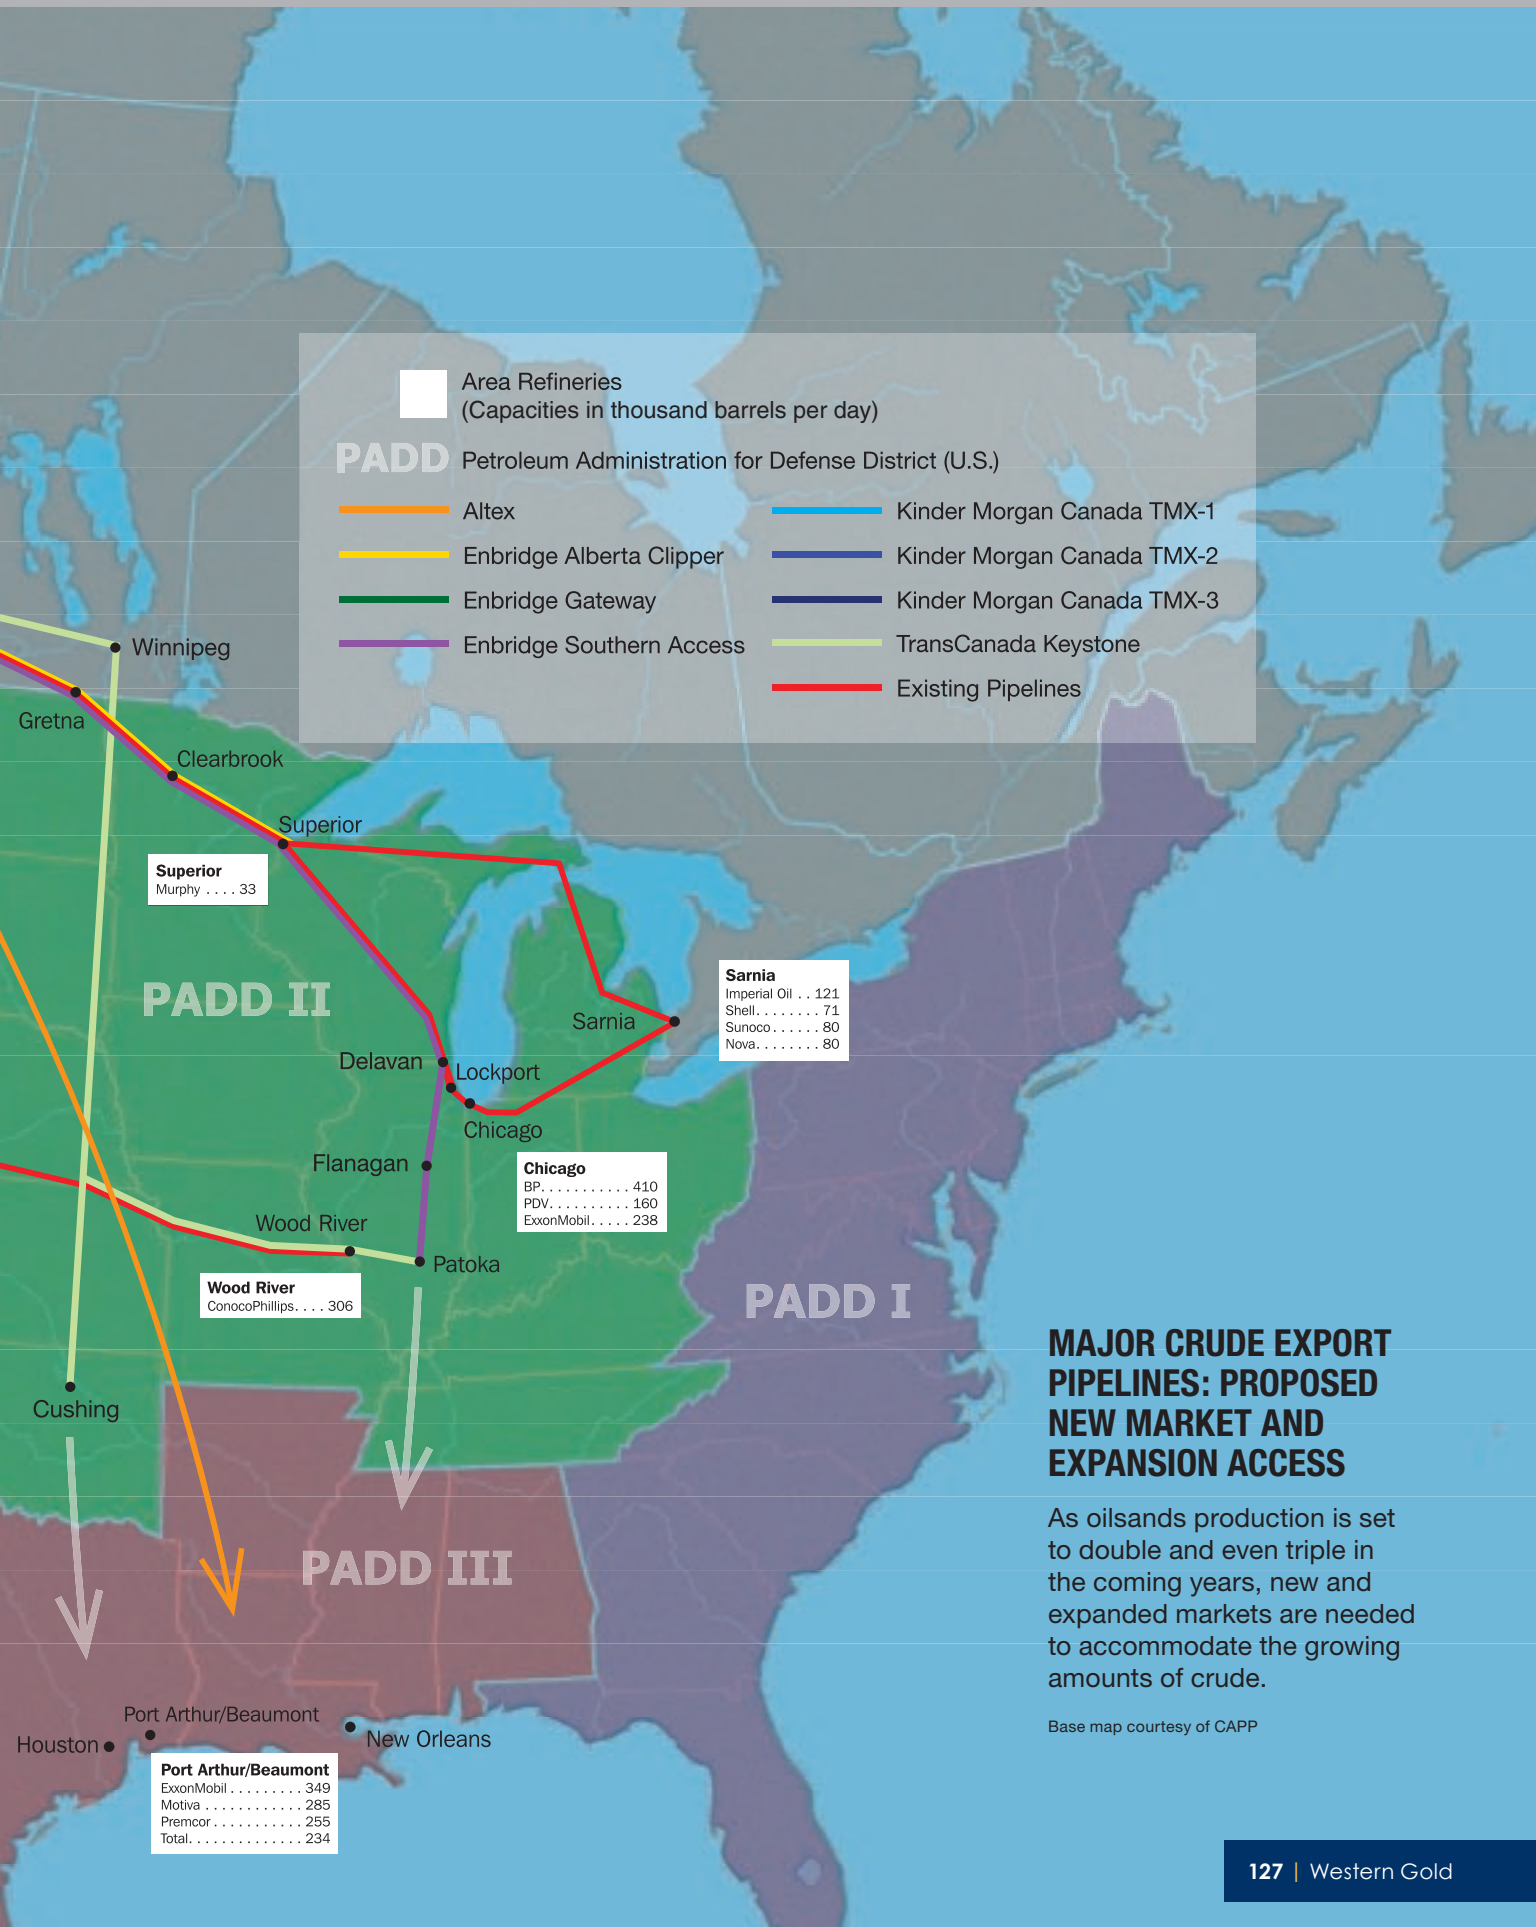 Area Refineries
(Capacities in thousand barrels per day)
PADD Petroleum Administration for Defense District (U.S.)
Altex
Enbridge Alberta Clipper
Enbridge Gateway
Enbridge Southern Access
Kinder Morgan Canada TMX-1
Kinder Morgan Canada TMX-2
Kinder Morgan Canada TMX-3
TransCanada Keystone
Existing Pipelines
Winnipeg
Gretna
Clearbrook
Superior
Superior
Murphy . . . . 33
PADD II
Sarnia
Sarnia
Imperial Oil . . 121
Shell. . . . . . . . 71
Sunoco . . . . . . 80
Nova. . . . . . . . 80
Delavan
Lockport
Chicago
Flanagan
Chicago
BP. . . . . . . . . . . 410
PDV. . . . . . . . . . 160
ExxonMobil. . . . . 238
Wood River
Patoka
Wood River
ConocoPhillips. . . . 306
PADD I
Cushing
PADD III
Port Arthur/Beaumont
Houston
New Orleans
Port Arthur/Beaumont
ExxonMobil . . . . . . . . . 349
Motiva . . . . . . . . . . . . 285
Premcor . . . . . . . . . . . 255
Total. . . . . . . . . . . . . . 234
MAJOR CRUDE EXPORT
PIPELINES: PROPOSED
NEW MARKET AND
EXPANSION ACCESS
As oilsands production is set
to double and even triple in
the coming years, new and
expanded markets are needed
to accommodate the growing
amounts of crude.
Base map courtesy of CAPP
127 | Western Gold